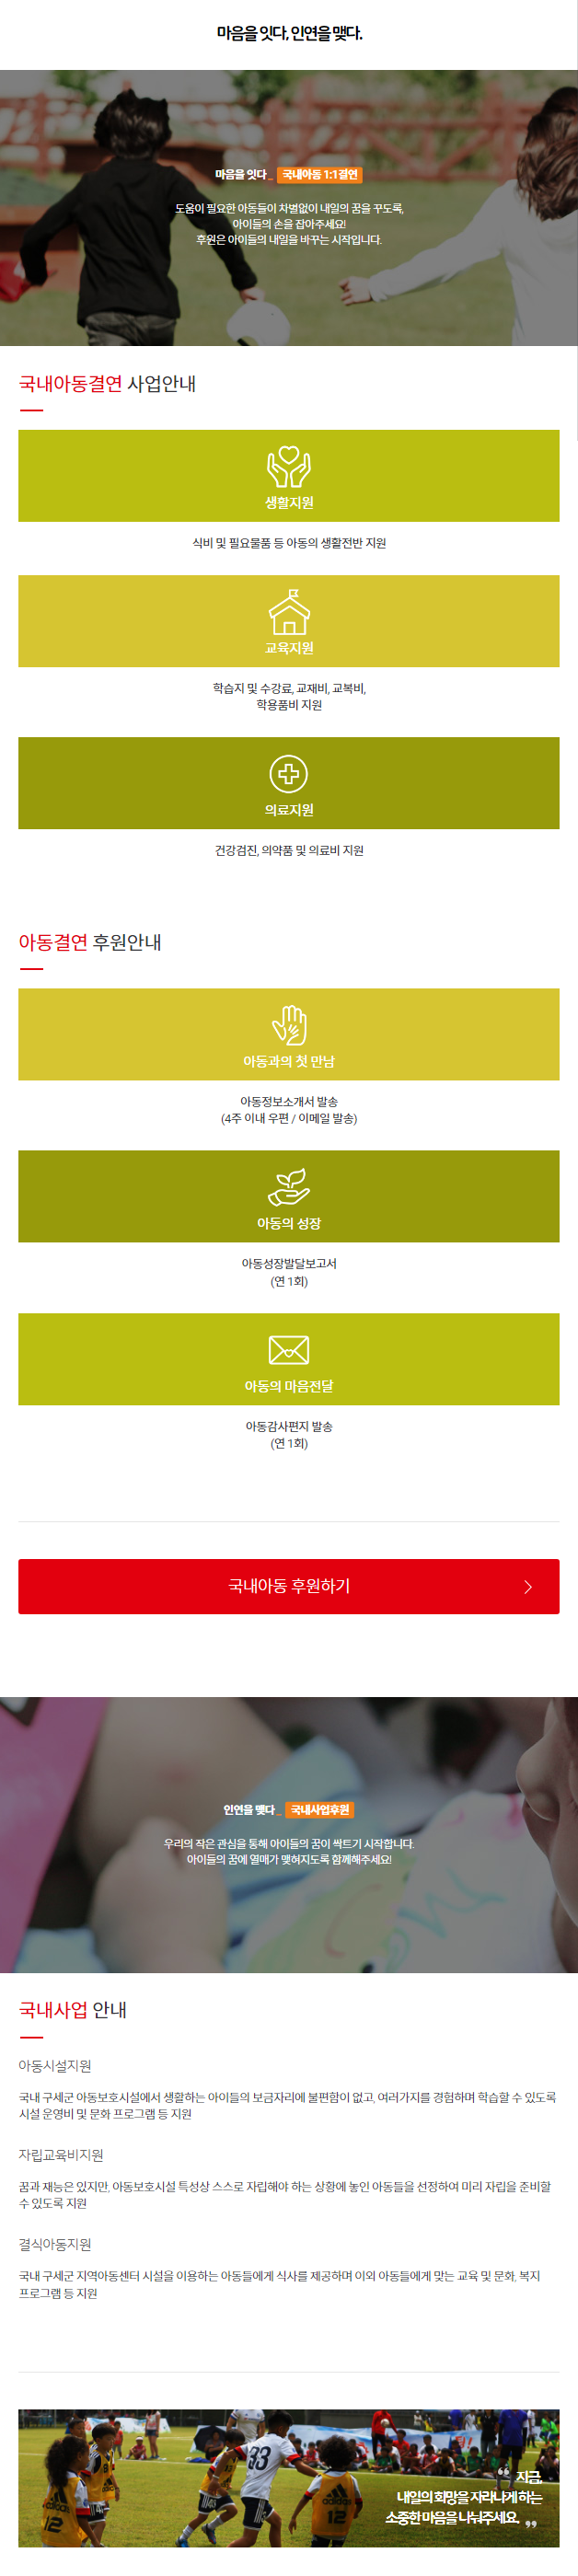 마음을 잇다, 인연을 맺다.
마음을 잇다_ 국내아동 1:1결연
도움이 필요한 아동들이 차별없이 내일의 꿈을 꾸도록,
아이들의 손을 잡아주세요!
후원은 아이들의 내일을 바꾸는 시작입니다.
국내아동결연 사업안내
생활지원
식비 및 필요물품 등 아동의 생활전반 지원
교육지원
학습지 및 수강료, 교재비, 교복비,
학용품비 지원
의료지원
건강검진, 의약품 및 의료비 지원
아동결연 후원안내
아동과의 첫 만남
아동정보소개서 발송
(4주 이내 우편 / 이메일 발송)
아동의 성장
아동성장발달보고서
(연 1회)
아동의 마음전달
아동감사편지 발송
(연 1회)
국내아동 후원하기
인연을 맺다_ 국내사업후원
우리의 작은 관심을 통해 아이들의 꿈이 싹트기 시작합니다.
아이들의 꿈에 열매가 맺혀지도록 함께해주세요!
국내사업 안내
아동시설지원
국내 구세군 아동보호시설에서 생활하는 아이들의 보금자리에 불편함이 없고, 여러가지를 경험하며 학습할 수 있도록
시설 운영비 및 문화 프로그램 등 지원
자립교육비지원
꿈과 재능은 있지만, 아동보호시설 특성상 스스로 자립해야 하는 상황에 놓인 아동들을 선정하여 미리 자립을 준비할
수 있도록 지원
결식아동지원
국내 구세군 지역아동센터 시설을 이용하는 아동들에게 식사를 제공하며 이외 아동들에게 맞는 교육 및 문화, 복지
프로그램 등 지원
“ 지금,
내일의 희망을 자라나게 하는
소중한 마음을 나눠주세요. ”
33
adidas
12
12